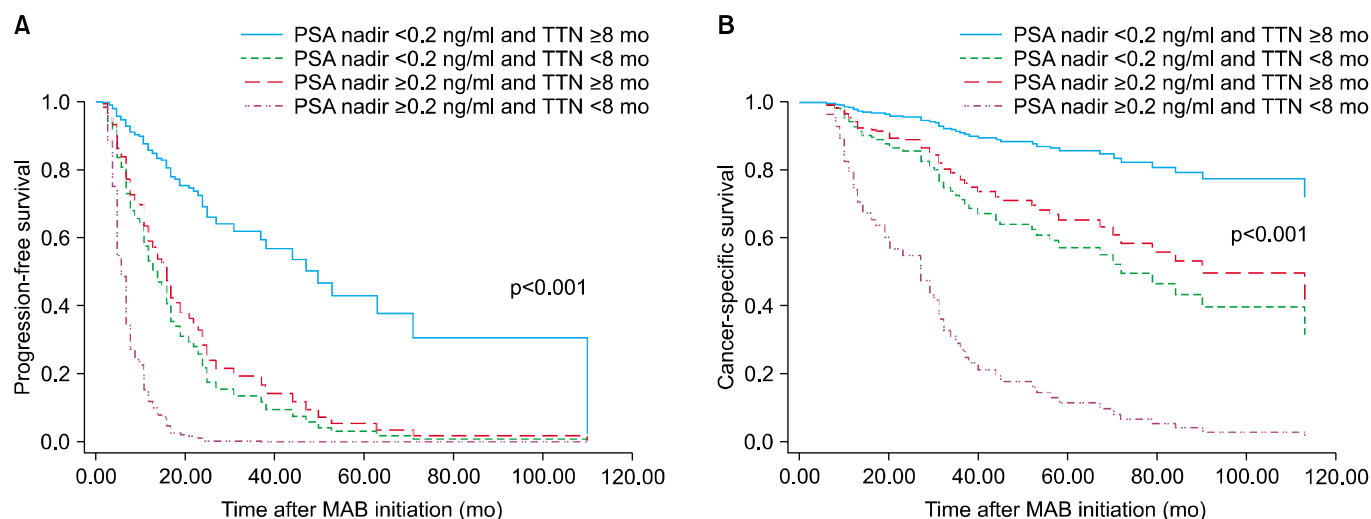 A
PSA nadir <0.2 ng/ml and TTN ≥8 mo
PSA nadir <0.2 ng/ml and TTN <8 mo
PSA nadir ≥0.2 ng/ml and TTN ≥8 mo
PSA nadir ≥0.2 ng/ml and TTN <8 mo
Progression-free survival
1.0
0.8
0.6
0.4
0.2
0.0
p<0.001
0.00 20.00 40.00 60.00 80.00 100.00 120.00
Time after MAB initiation (mo)
B
PSA nadir <0.2 ng/ml and TTN ≥8 mo
PSA nadir <0.2 ng/ml and TTN <8 mo
PSA nadir ≥0.2 ng/ml and TTN ≥8 mo
PSA nadir ≥0.2 ng/ml and TTN <8 mo
Cancer-specific survival
1.0
0.8
0.6
0.4
0.2
0.0
p<0.001
0.00 20.00 40.00 60.00 80.00 100.00 120.00
Time after MAB initiation (mo)